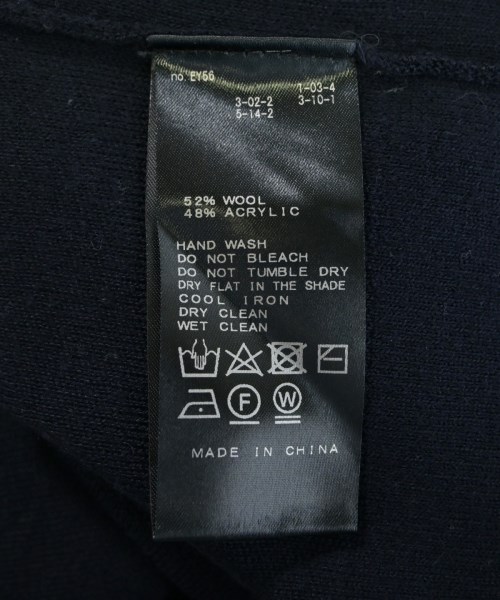 no. EY56
1-03-4
3-02-2 3-10-1
5-14-2
52% WOOL
48% ACRYLIC
HAND WASH
DO NOT BLEACH
DO NOT TUMBLE DRY
DRY FLAT IN THE SHADE
COOL IRON
DRY CLEAN
WET CLEAN
F W
MADE IN CHINA